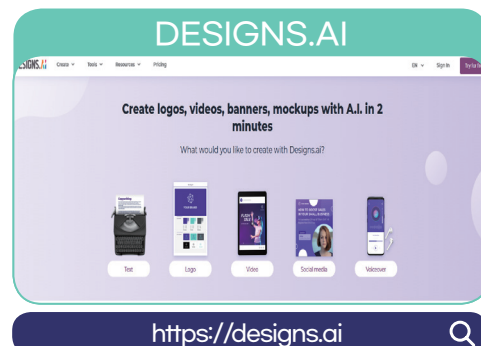 DESIGNS.AI
DESIGNS.AI Create Tools Resources Pricing EN Sign In
Create logos, videos, banners, mockups with A.I. in 2
minutes
What would you like to create with Designs.ai?
Text Logo Video Social media Voiceover
https://designs.ai